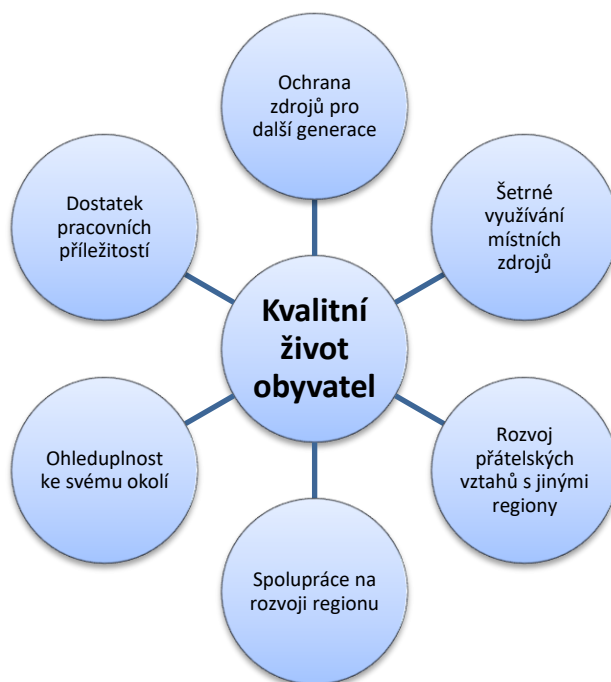 Ochrana
zdrojů pro
další generace
Dostatek
pracovních
příležitostí
Šetrné
využívání
místních
zdrojů
Kvalitní
život
obyvatel
Ohleduplnost
ke svému okolí
Rozvoj
přátelských
vztahů s jinými
regiony
Spolupráce na
rozvoji regionu